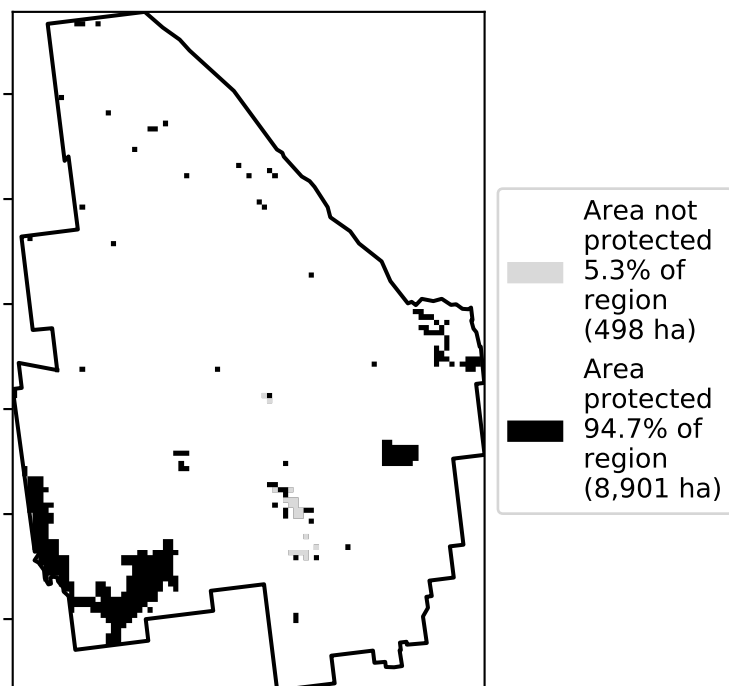 Area not
protected
5.3% of
region
(498 ha)
Area
protected
94.7% of
region
(8,901 ha)